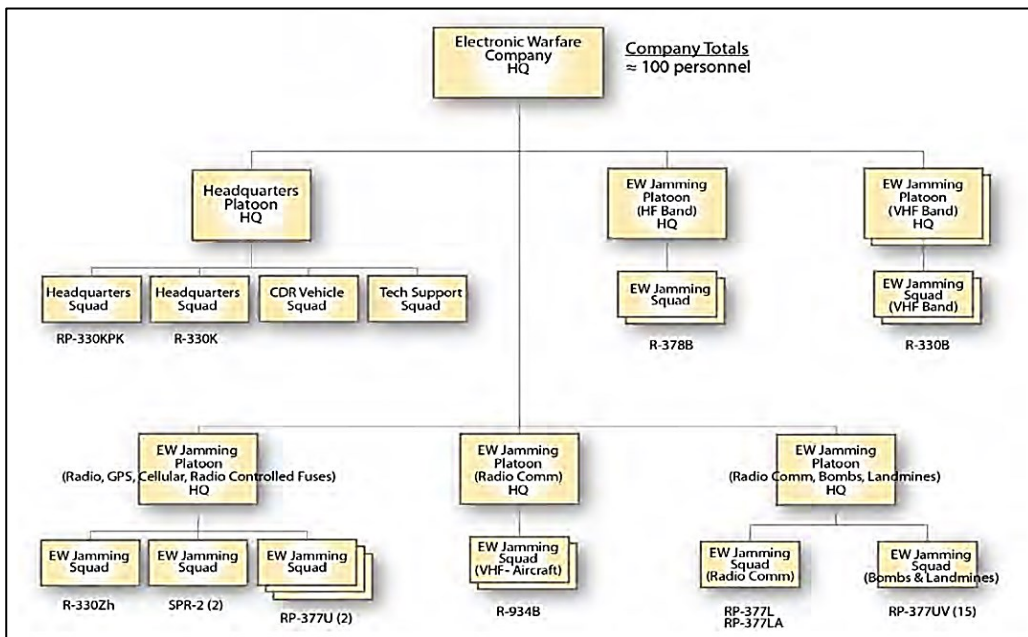 Electronic Warfare
Company
HQ
Company Totals
≈ 100 personnel
Headquarters
Platoon
HQ
EW Jamming
Platoon
(HF Band)
HQ
EW Jamming
Platoon
(VHF Band)
HQ
Headquarters
Squad
RP-330KPK
Headquarters
Squad
R-330K
CDR Vehicle
Squad
Tech Support
Squad
EW Jamming
Squad
R-378B
EW Jamming
Squad
(VHF Band)
R-330B
EW Jamming
Platoon
(Radio, GPS, Cellular, Radio Controlled Fuses)
HQ
EW Jamming
Platoon
(Radio Comm)
HQ
EW Jamming
Platoon
(Radio Comm, Bombs, Landmines)
HQ
EW Jamming
Squad
R-330Zh
EW Jamming
Squad
SPR-2 (2)
EW Jamming
Squad
RP-377U (2)
EW Jamming
Squad
(VHF- Aircraft)
R-934B
EW Jamming
Squad
(Radio Comm)
RP-377L
RP-377LA
EW Jamming
Squad
(Bombs & Landmines)
RP-377UV (15)